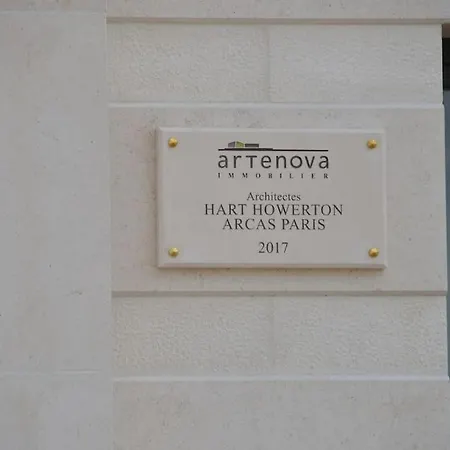 artenova
IMMOBILIER
Architectes
HART HOWERTON
ARCAS PARIS
2017